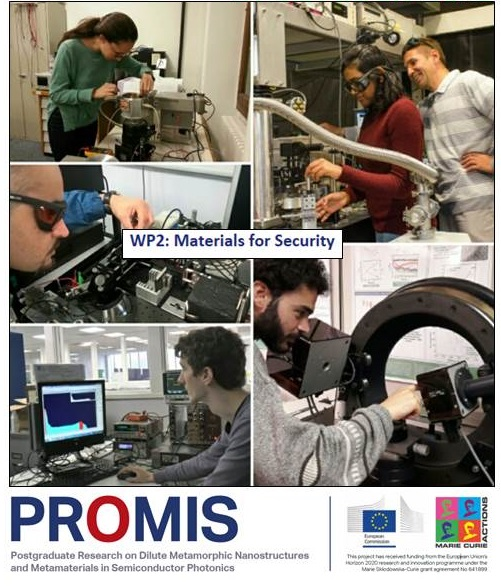 WP2: Materials for Security
PROMIS
Postgraduate Research on Dilute Metamorphic Nanostructures
and Metamaterials in Semiconductor Photonics
European
Commission
MARIE CURIE
ACTIONS
This project has received funding from the European Union's
Horizon 2020 research and innovation programme under the
Marie Skłodowska-Curie grant agreement No 641899